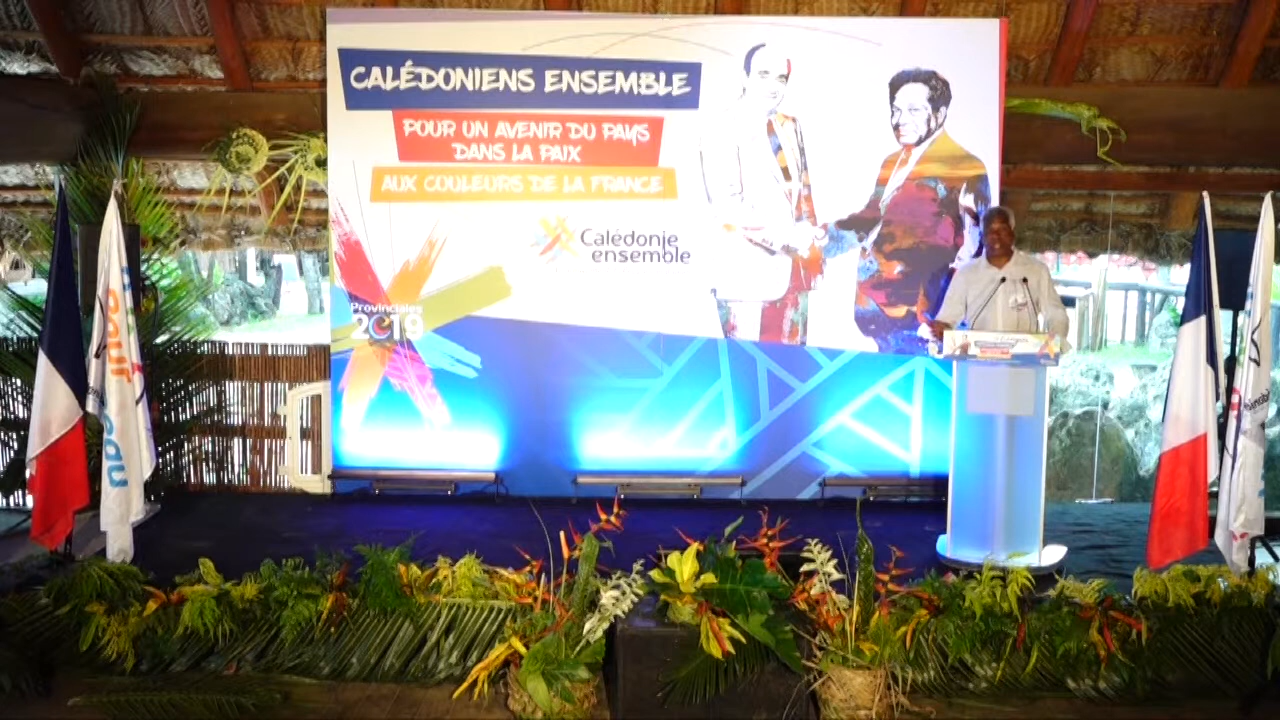 CALÉDONIENS ENSEMBLE
POUR UN AVENIR DU PAYS
DANS LA PAIX
AUX COULEURS DE LA FRANCE
Calédonie
ensemble
Provinciales
2019